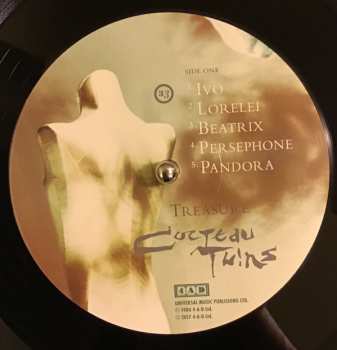 33
SIDE ONE
1. IVO
2. LORELEI
3. BEATRIX
4. PERSEPHONE
5. PANDORA
TREASURE
COCTEAU
TWINS
UNIVERSAL MUSIC PUBLISHING LTD.
℗ 1984 4AD Ltd.
© 2017 4AD Ltd.